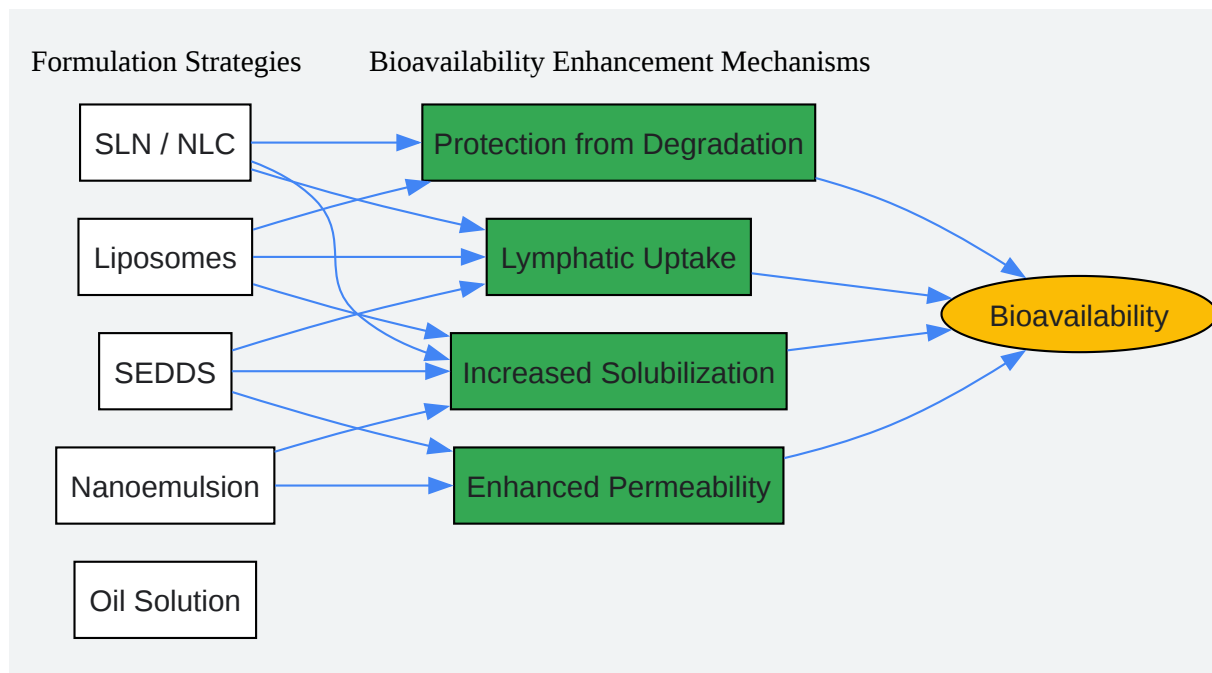 Formulation Strategies
Bioavailability Enhancement Mechanisms
SLN / NLC
Protection from Degradation
Liposomes
Lymphatic Uptake
Bioavailability
SEDDS
Increased Solubilization
Nanoemulsion
Enhanced Permeability
Oil Solution